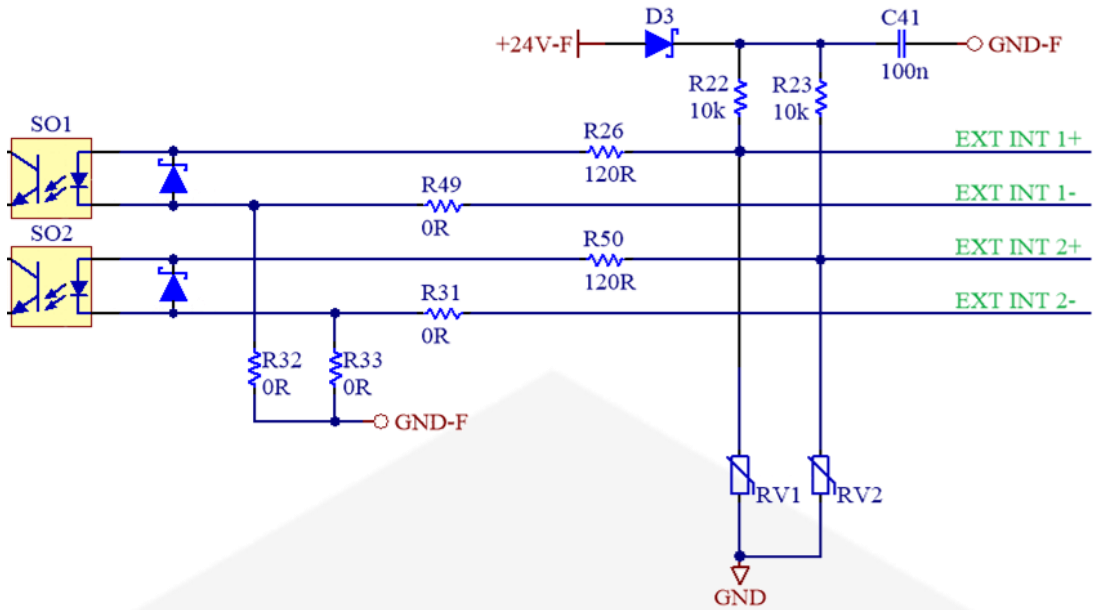 D3
C41
+24V-F
GND-F
100n
R22
10k
R23
10k
SO1
R26
120R
EXT INT 1+
R49
0R
EXT INT 1-
SO2
R50
120R
EXT INT 2+
R31
0R
EXT INT 2-
R32
0R
R33
0R
GND-F
RV1
RV2
GND